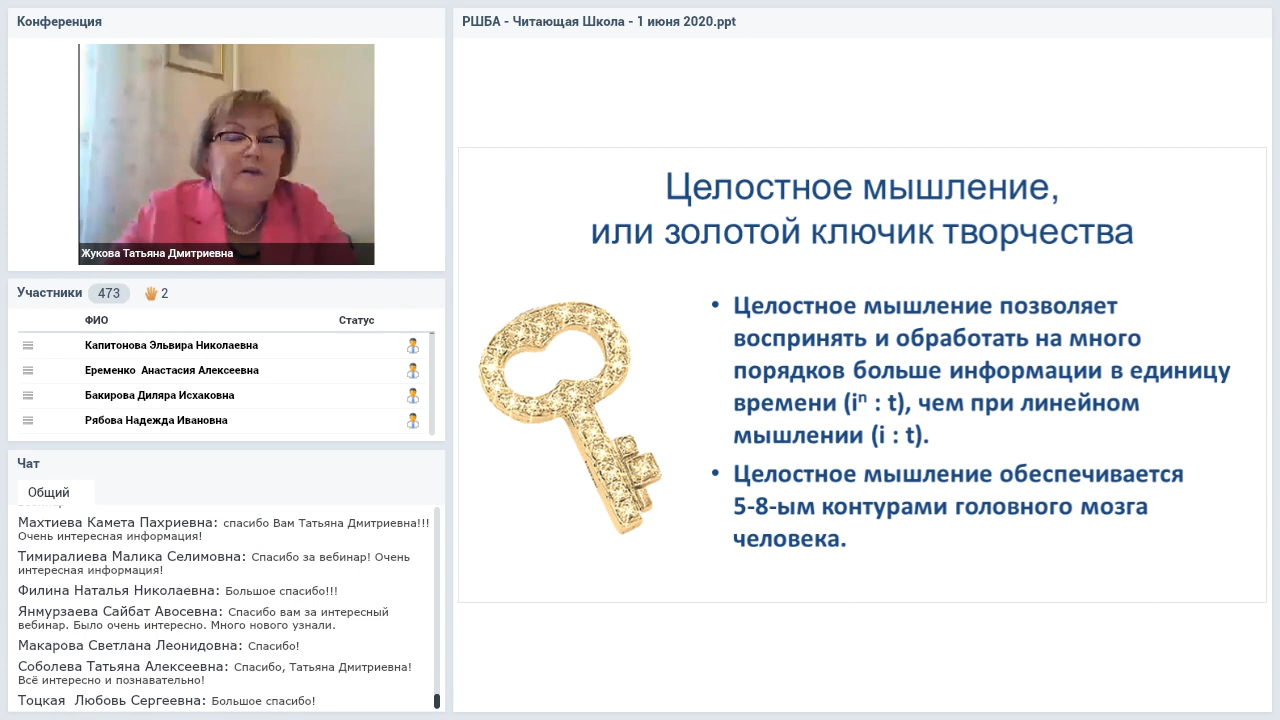 Конференция
Жукова Татьяна Дмитриевна
Участники 473 2
ФИО Статус
Капитонова Эльвира Николаевна
Еременко Анастасия Алексеевна
Бакирова Диляра Исхаковна
Рябова Надежда Ивановна
Чат
Общий
Махтиева Камета Пахриевна: спасибо Вам Татьяна Дмитриевна!!!
Очень интересная информация!
Тимиралиева Малика Селимовна: Спасибо за вебинар! Очень
интересная информация!
Филина Наталья Николаевна: Большое спасибо!!!
Янмурзаева Сайбат Авосевна: Спасибо вам за интересный
вебинар. Было очень интересно. Много нового узнали.
Макарова Светлана Леонидовна: Спасибо!
Соболева Татьяна Алексеевна: Спасибо, Татьяна Дмитриевна!
Всё интересно и познавательно!
Тоцкая Любовь Сергеевна: Большое спасибо!
РШБА - Читающая Школа - 1 июня 2020.ppt
Целостное мышление,
или золотой ключик творчества
• Целостное мышление позволяет
воспринять и обработать на много
порядков больше информации в единицу
времени (iⁿ : t), чем при линейном
мышлении (i : t).
• Целостное мышление обеспечивается
5-8-ым контурами головного мозга
человека.